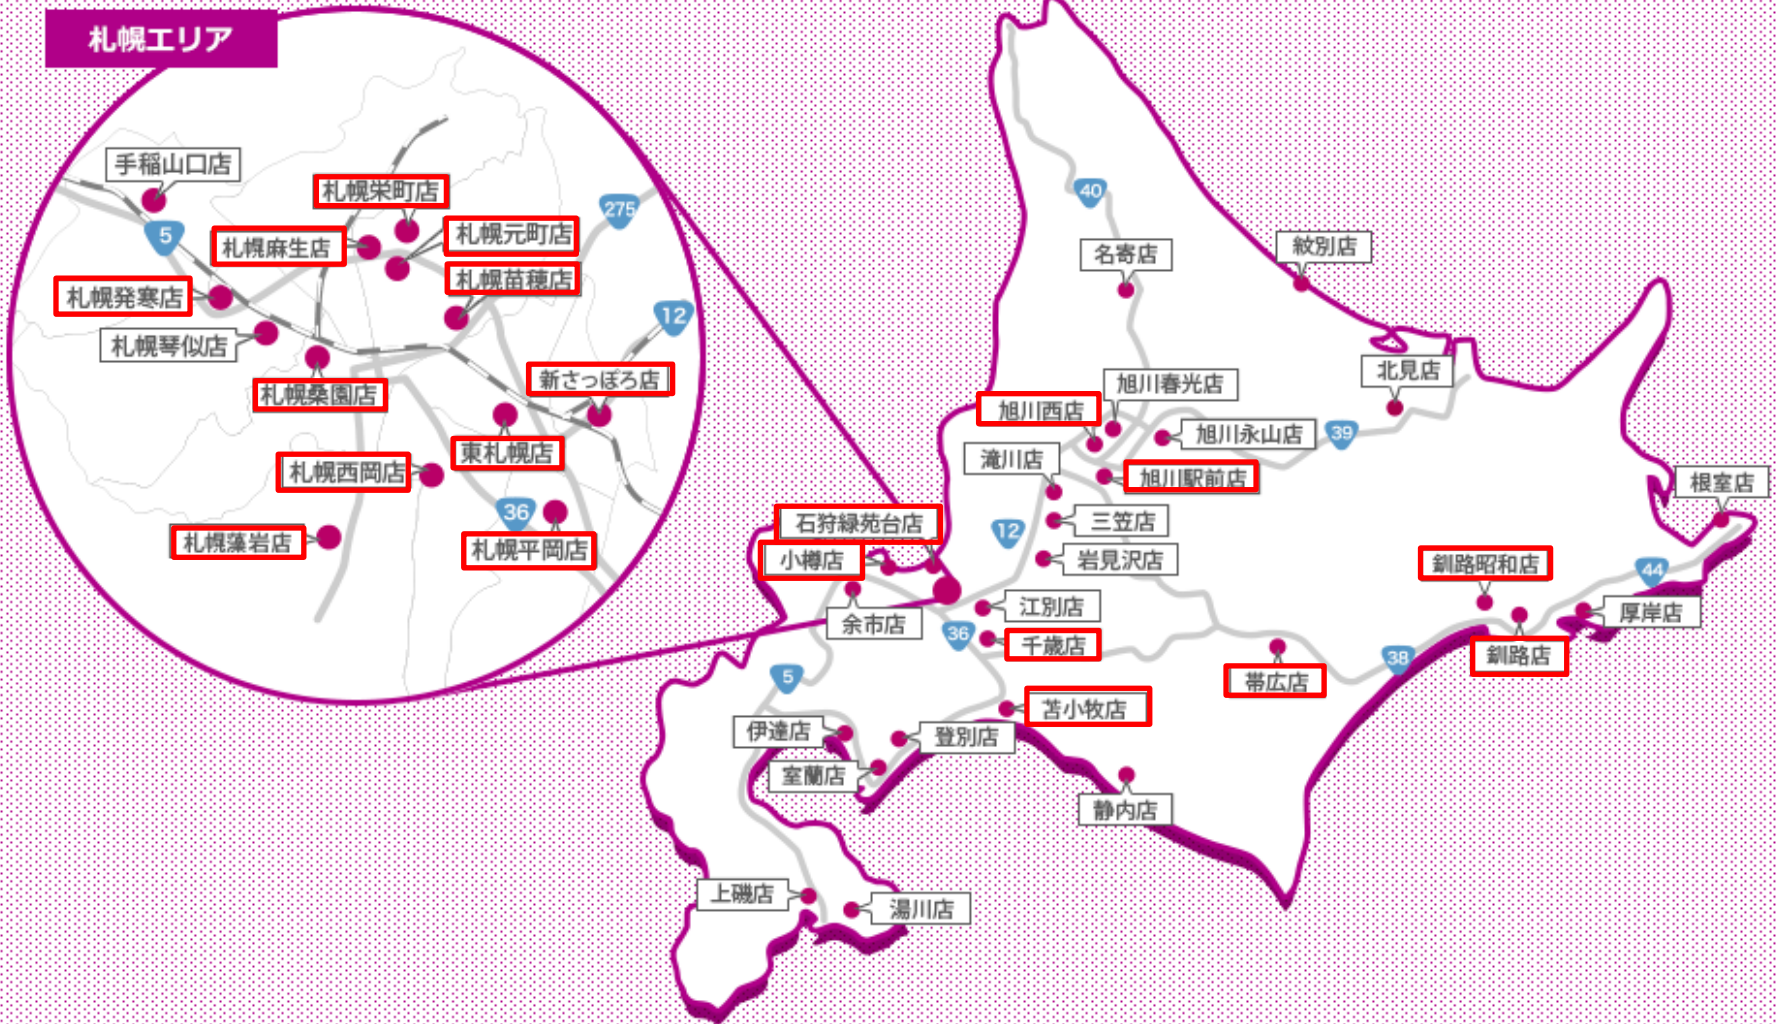 札幌エリア
手稲山口店
札幌栄町店
275
5
札幌麻生店
札幌元町店
札幌苗穂店
札幌発寒店
12
札幌琴似店
札幌桑園店
新さっぽろ店
東札幌店
札幌西岡店
36
札幌藻岩店
札幌平岡店
40
名寄店
紋別店
北見店
旭川春光店
旭川西店
旭川永山店
39
滝川店
旭川駅前店
根室店
石狩緑苑台店
12
三笠店
小樽店
岩見沢店
釧路昭和店
44
余市店
江別店
厚岸店
36
千歳店
釧路店
38
5
帯広店
苫小牧店
伊達店
登別店
室蘭店
静内店
上磯店
湯川店